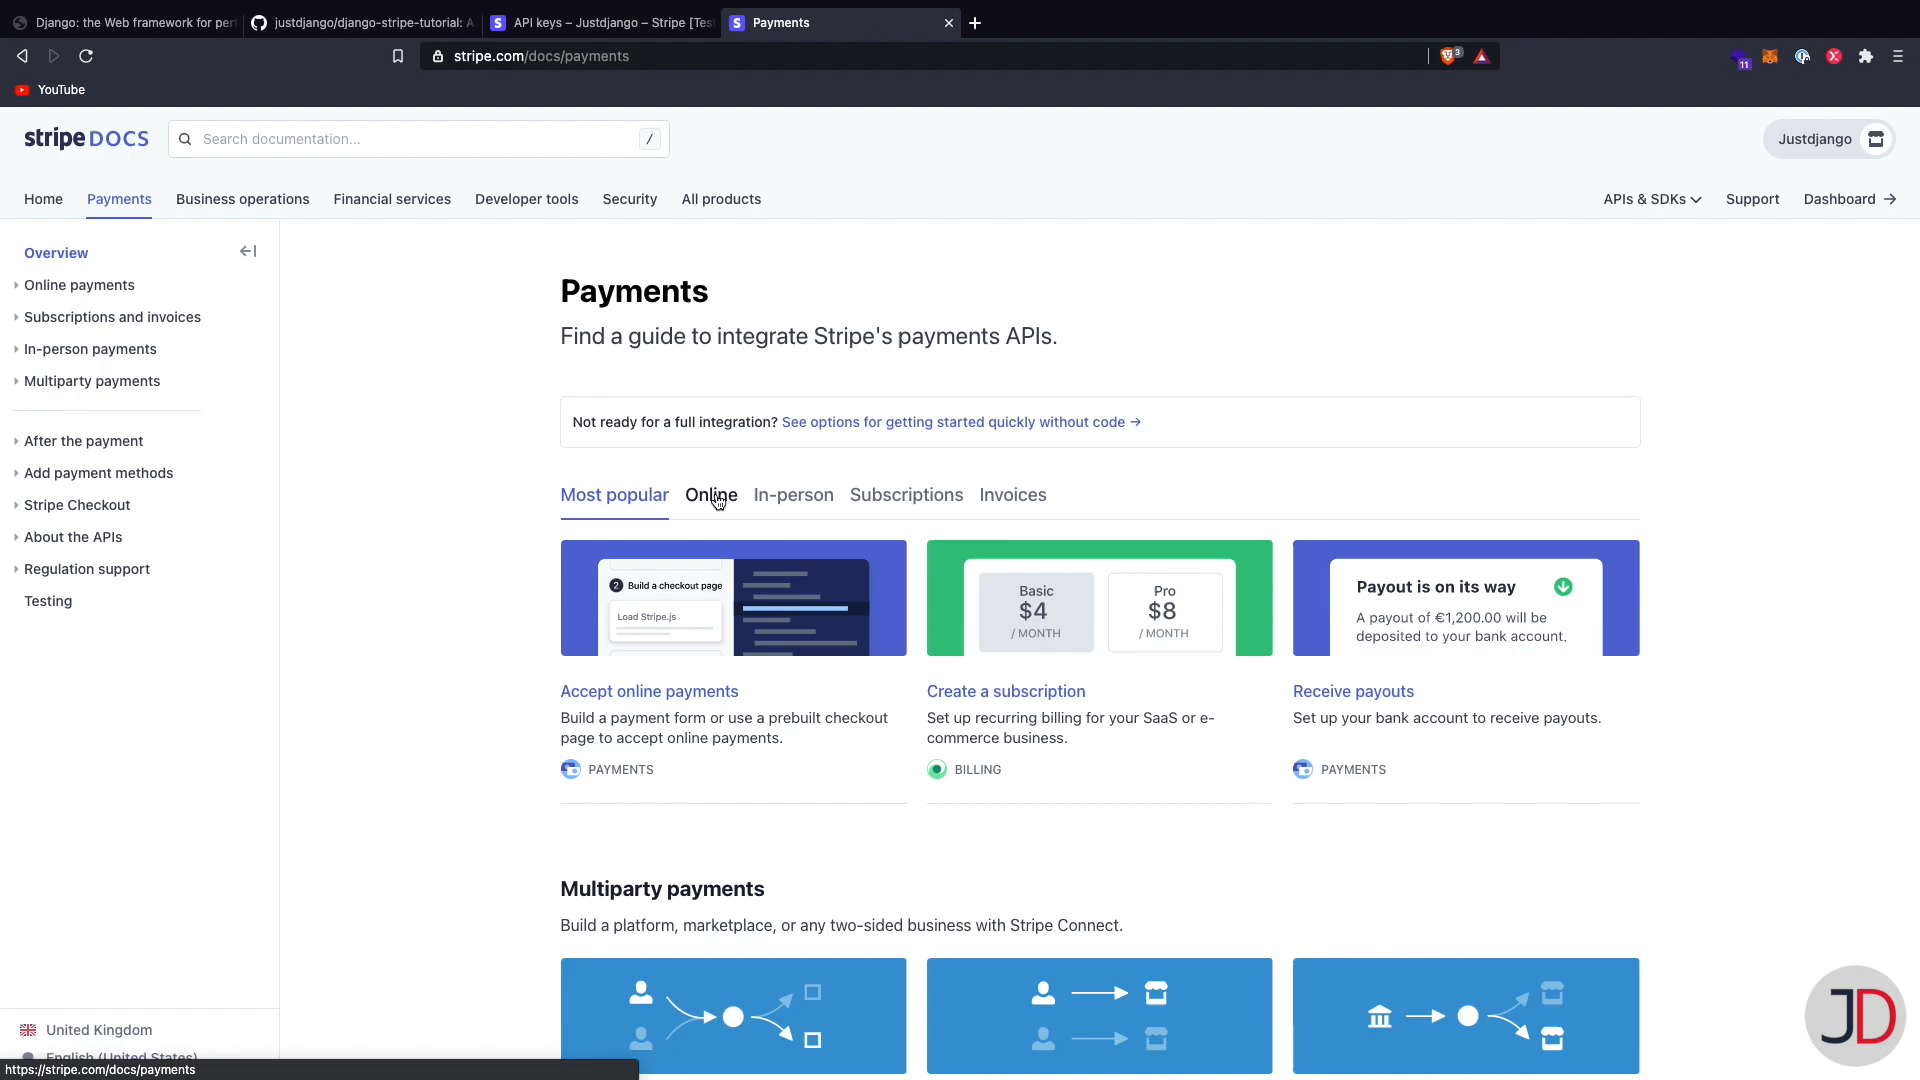 Django: the Web framework for per
justdjango/django-stripe-tutorial: A
API keys – Justdjango – Stripe [Tes
Payments
stripe.com/docs/payments
3
11
YouTube
stripe DOCS
Search documentation...
/
Justdjango
Home
Payments
Business operations
Financial services
Developer tools
Security
All products
APIs & SDKs
Support
Dashboard →
Overview
Online payments
Subscriptions and invoices
In-person payments
Multiparty payments
After the payment
Add payment methods
Stripe Checkout
About the APIs
Regulation support
Testing
United Kingdom
English (United States)
https://stripe.com/docs/payments
Payments
Find a guide to integrate Stripe's payments APIs.
Not ready for a full integration? See options for getting started quickly without code →
Most popular
Online
In-person
Subscriptions
Invoices
2 Build a checkout page
Load Stripe.js
Basic
$4
/ MONTH
Pro
$8
/ MONTH
Payout is on its way
A payout of €1,200.00 will be
deposited to your bank account.
Accept online payments
Build a payment form or use a prebuilt checkout
page to accept online payments.
PAYMENTS
Create a subscription
Set up recurring billing for your SaaS or e-
commerce business.
BILLING
Receive payouts
Set up your bank account to receive payouts.
PAYMENTS
Multiparty payments
Build a platform, marketplace, or any two-sided business with Stripe Connect.
JD